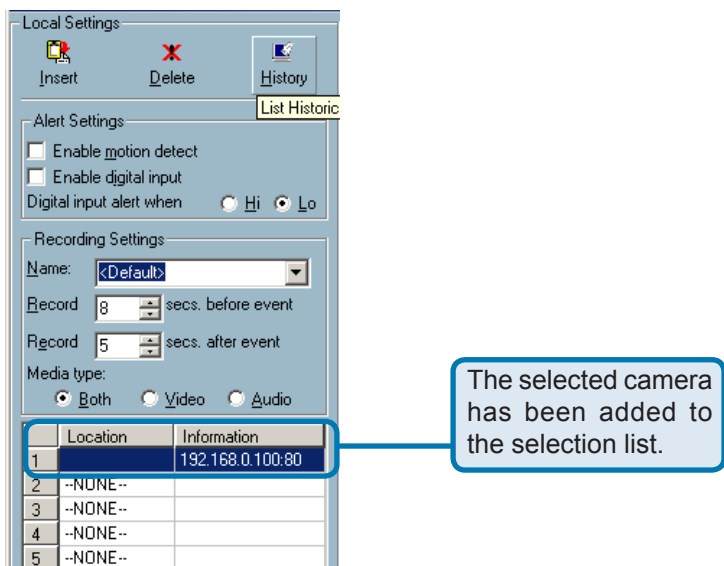 Local Settings
Insert Delete History
List Historic
Alert Settings
Enable motion detect
Enable digital input
Digital input alert when Hi Lo
Recording Settings
Name: <Default>
Record 8 secs. before event
Record 5 secs. after event
Media type:
Both Video Audio
Location Information
1 192.168.0.100:80
2 --NONE--
3 --NONE--
4 --NONE--
5 --NONE--
The selected camera
has been added to
the selection list.